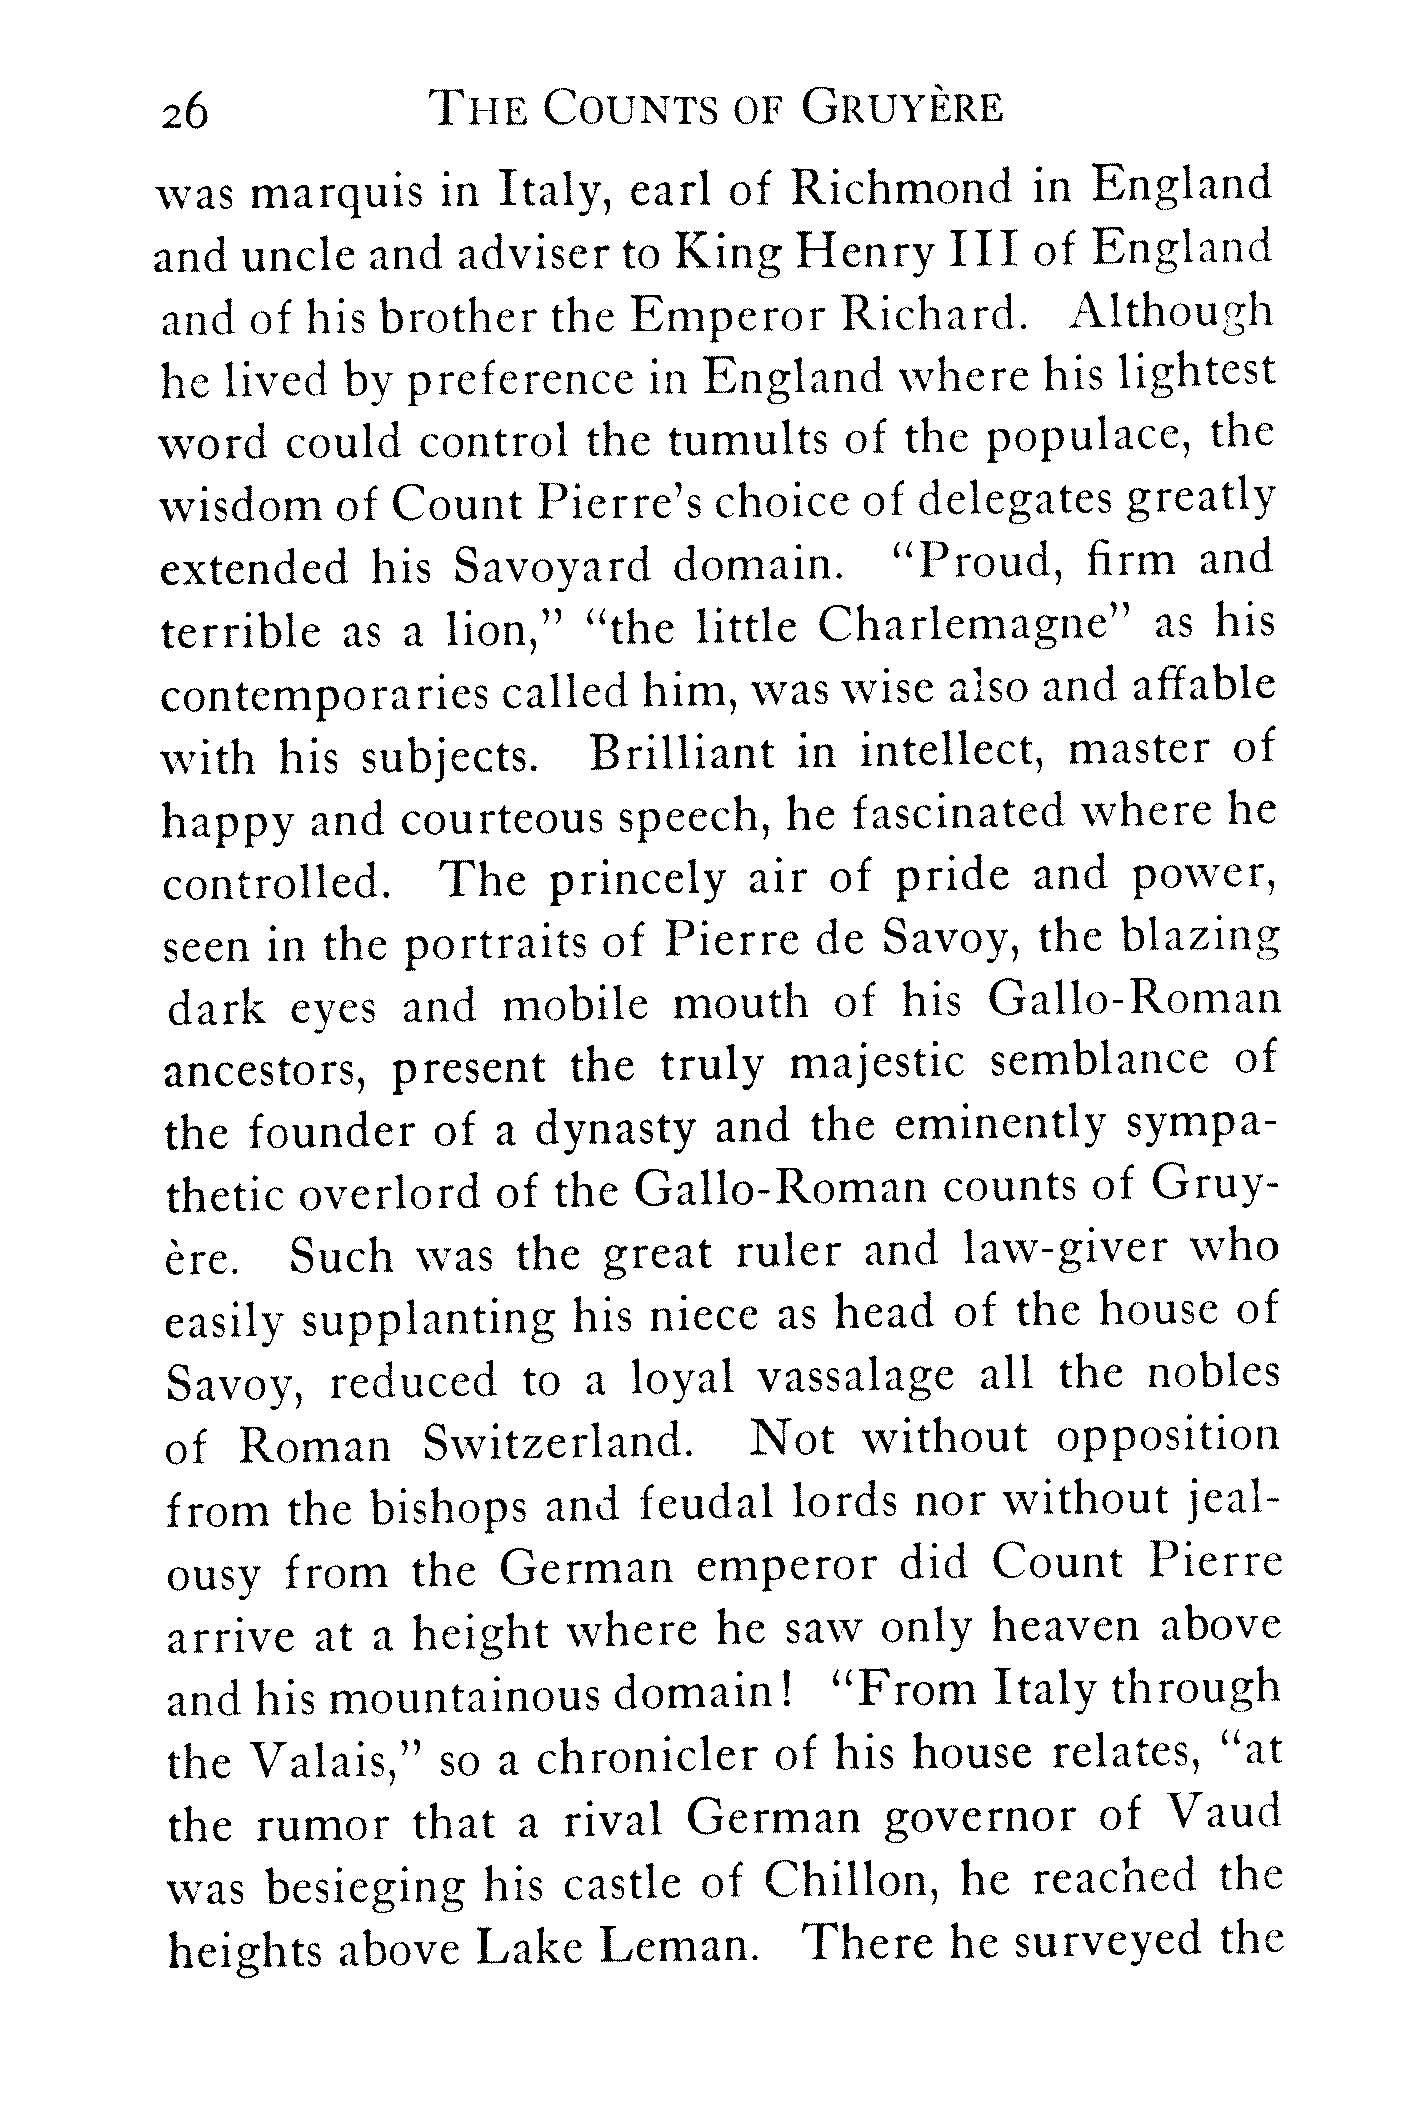 26 THE COUNTS OF GRUYÈRE
was marquis in Italy, earl of Richmond in England
and uncle and adviser to King Henry III of England
and of his brother the Emperor Richard. Although
he lived by preference in England where his lightest
word could control the tumults of the populace, the
wisdom of Count Pierre's choice of delegates greatly
extended his Savoyard domain. "Proud, firm and
terrible as a lion," "the little Charlemagne" as his
contemporaries called him, was wise also and affable
with his subjects. Brilliant in intellect, master of
happy and courteous speech, he fascinated where he
controlled. The princely air of pride and power,
seen in the portraits of Pierre de Savoy, the blazing
dark eyes and mobile mouth of his Gallo-Roman
ancestors, present the truly majestic semblance of
the founder of a dynasty and the eminently sympa-
thetic overlord of the Gallo-Roman counts of Gruy-
ère. Such was the great ruler and law-giver who
easily supplanting his niece as head of the house of
Savoy, reduced to a loyal vassalage all the nobles
of Roman Switzerland. Not without opposition
from the bishops and feudal lords nor without jeal-
ousy from the German emperor did Count Pierre
arrive at a height where he saw only heaven above
and his mountainous domain! "From Italy through
the Valais," so a chronicler of his house relates, "at
the rumor that a rival German governor of Vaud
was besieging his castle of Chillon, he reached the
heights above Lake Leman. There he surveyed the